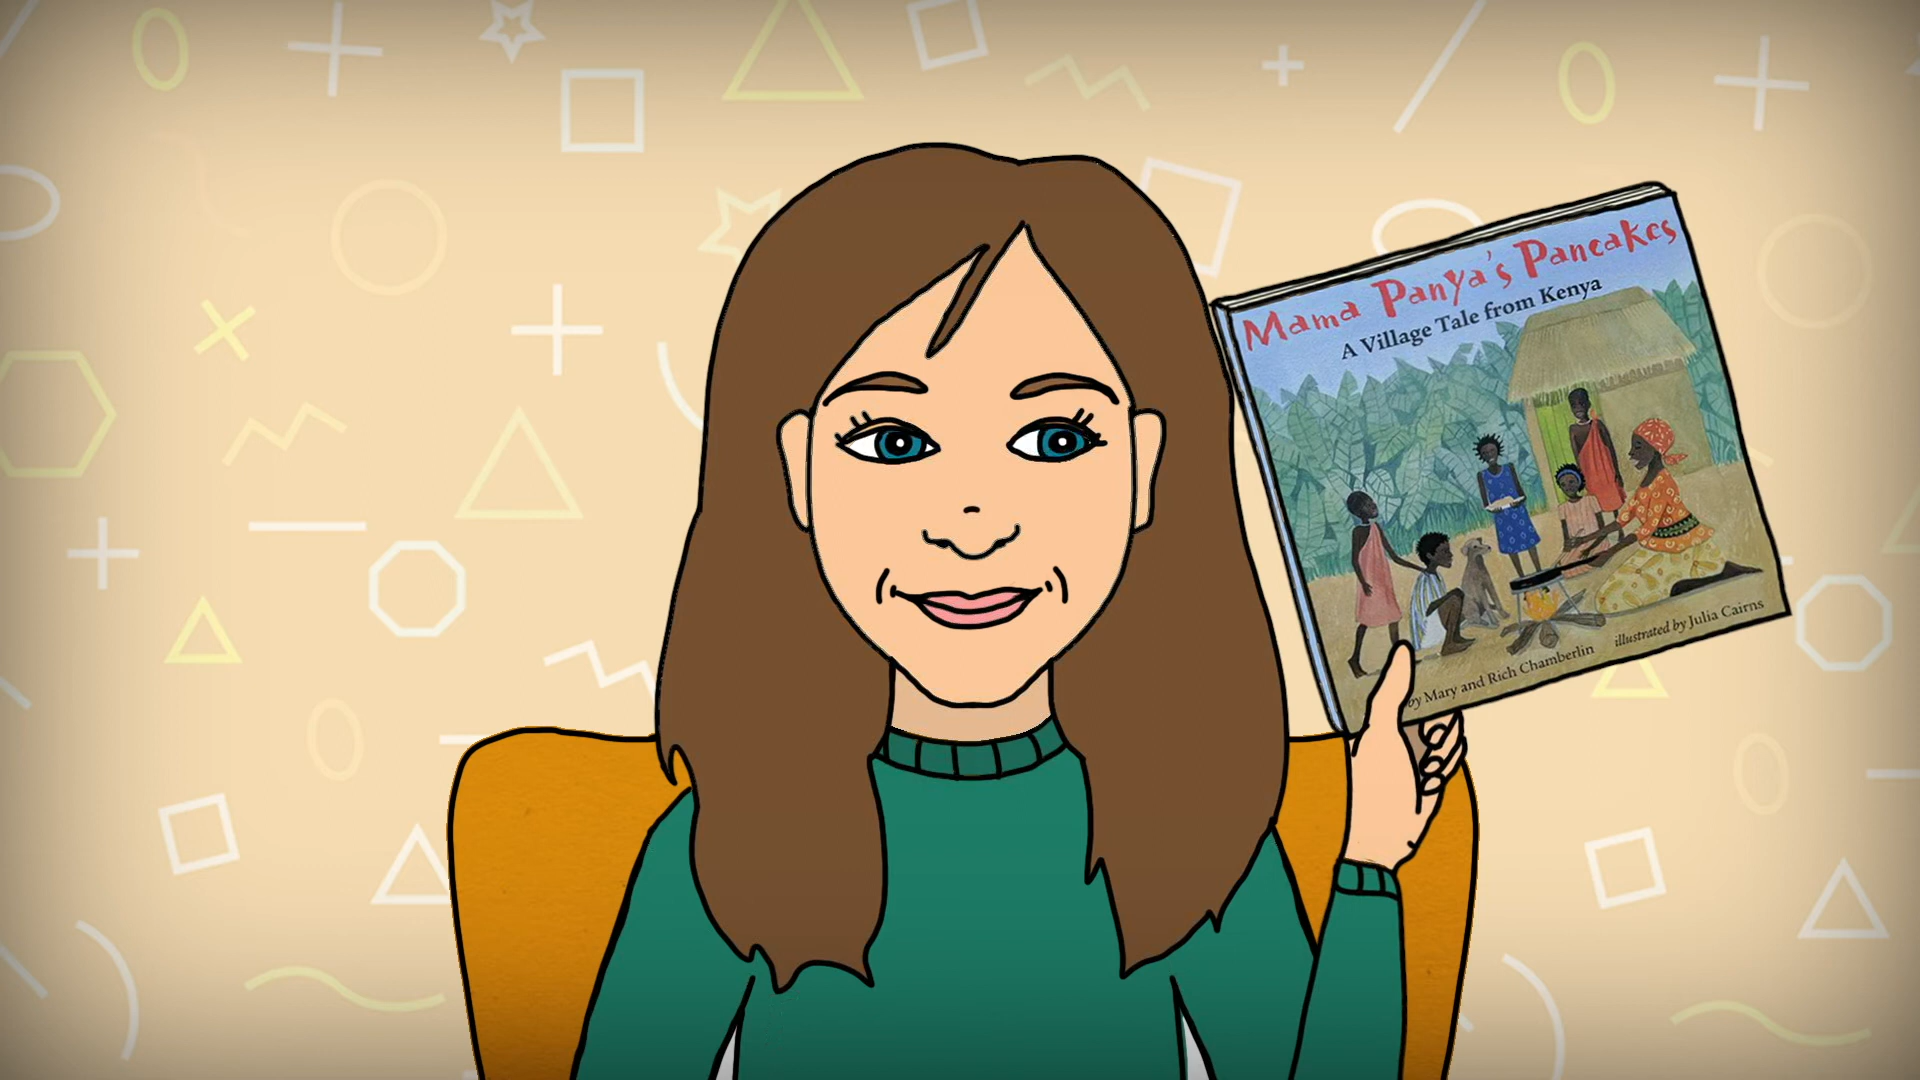 Mama Panya's Pancakes
A Village Tale from Kenya
by Mary and Rich Chamberlin
illustrated by Julia Cairns